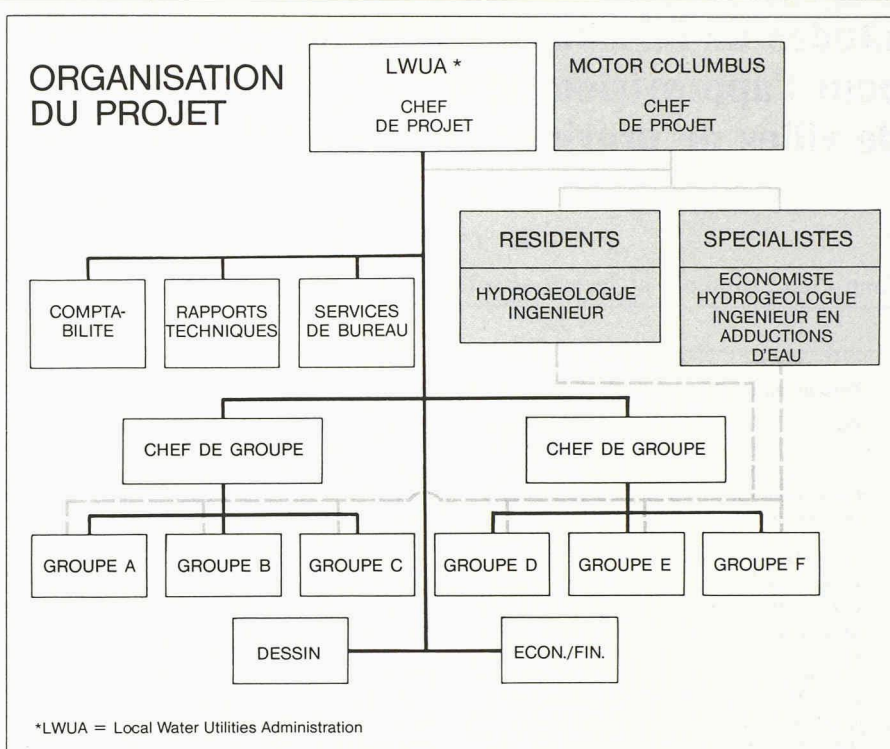 ORGANISATION
DU PROJET
LWUA *
CHEF
DE PROJET
MOTOR COLUMBUS
CHEF
DE PROJET
RESIDENTS
HYDROGEOLOGUE
INGENIEUR
SPECIALISTES
ECONOMISTE
HYDROGEOLOGUE
INGENIEUR EN
ADDUCTIONS
D'EAU
COMPTA-
BILITE
RAPPORTS
TECHNIQUES
SERVICES
DE BUREAU
CHEF DE GROUPE
CHEF DE GROUPE
GROUPE A
GROUPE B
GROUPE C
GROUPE D
GROUPE E
GROUPE F
DESSIN
ECON./FIN.
*LWUA = Local Water Utilities Administration